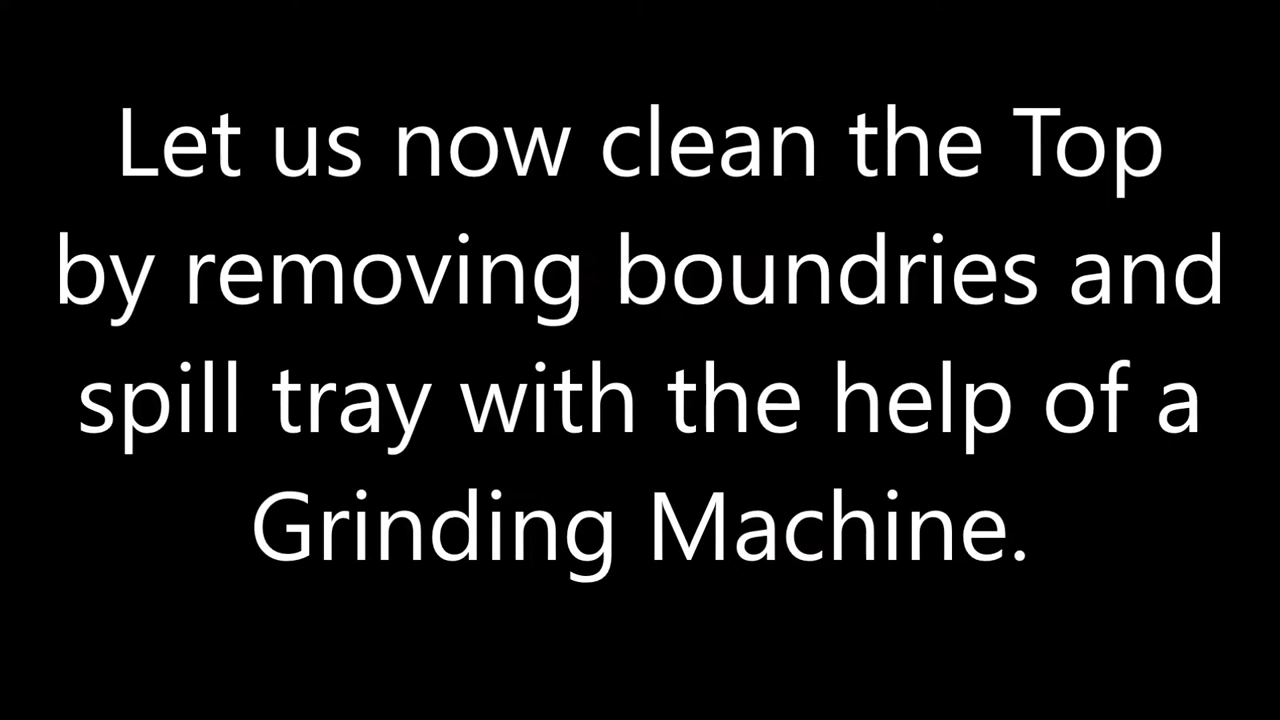 Let us now clean the Top
by removing boundries and
spill tray with the help of a
Grinding Machine.